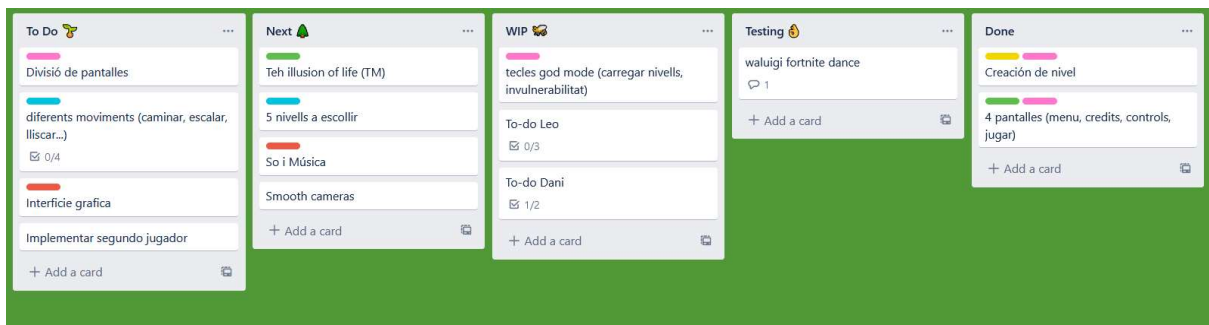 To Do
Divisió de pantalles
diferents moviments (caminar, escalar,
lliscar...)
0/4
Interficie grafica
Implementar segundo jugador
+ Add a card
Next
Teh illusion of life (TM)
5 nivells a escollir
So i Música
Smooth cameras
+ Add a card
WIP
tecles god mode (carregar nivells,
invulnerabilitat)
To-do Leo
0/3
To-do Dani
1/2
+ Add a card
Testing
waluigi fortnite dance
1
+ Add a card
Done
Creación de nivel
4 pantalles (menu, credits, controls,
jugar)
+ Add a card